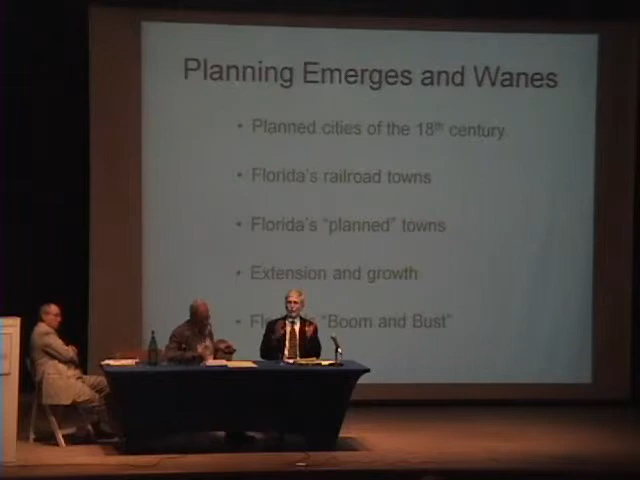 Planning Emerges and Wanes
• Planned cities of the 18th century
• Florida's railroad towns
• Florida's "planned" towns
• Extension and growth
• "Boom and Bust"